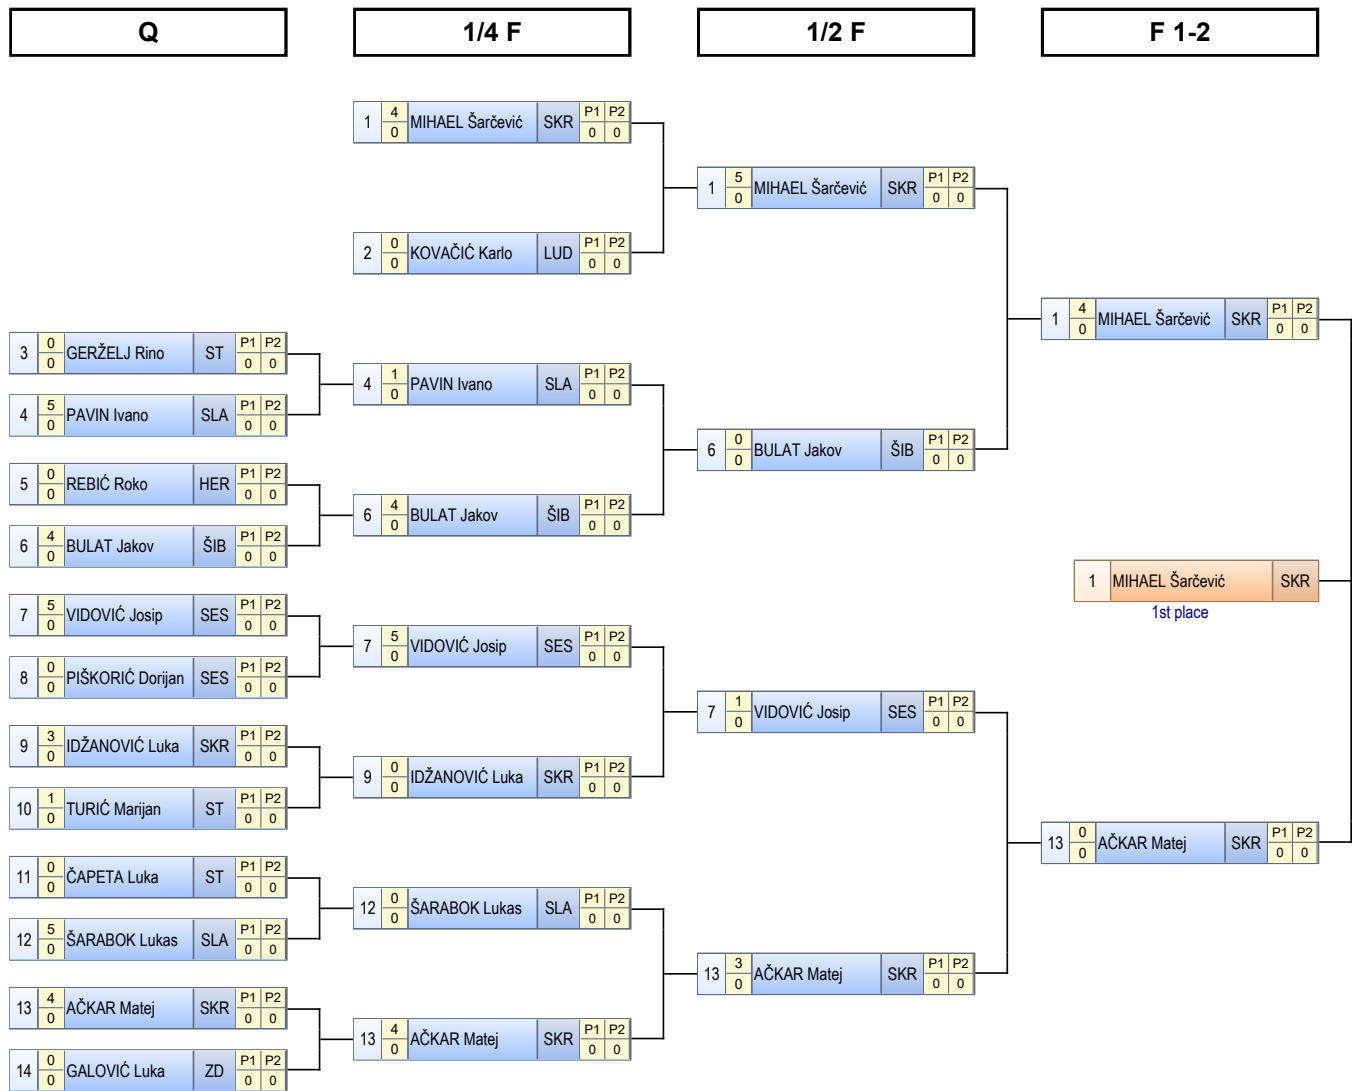 Q
1/4 F
1/2 F
F 1-2
1 4 0 MIHAEL Šarčević SKR P1 P2 0 0
2 0 0 KOVAČIĆ Karlo LUD P1 P2 0 0
3 0 0 GERŽELJ Rino ST P1 P2 0 0
4 5 0 PAVIN Ivano SLA P1 P2 0 0
5 0 0 REBIĆ Roko HER P1 P2 0 0
6 4 0 BULAT Jakov ŠIB P1 P2 0 0
7 5 0 VIDOVIĆ Josip SES P1 P2 0 0
8 0 0 PIŠKORIĆ Dorijan SES P1 P2 0 0
9 3 0 IDŽANOVIĆ Luka SKR P1 P2 0 0
10 1 0 TURIĆ Marijan ST P1 P2 0 0
11 0 0 ČAPETA Luka ST P1 P2 0 0
12 5 0 ŠARABOK Lukas SLA P1 P2 0 0
13 4 0 AČKAR Matej SKR P1 P2 0 0
14 0 0 GALOVIĆ Luka ZD P1 P2 0 0
4 1 0 PAVIN Ivano SLA P1 P2 0 0
6 4 0 BULAT Jakov ŠIB P1 P2 0 0
7 5 0 VIDOVIĆ Josip SES P1 P2 0 0
9 0 0 IDŽANOVIĆ Luka SKR P1 P2 0 0
12 0 0 ŠARABOK Lukas SLA P1 P2 0 0
13 4 0 AČKAR Matej SKR P1 P2 0 0
1 5 0 MIHAEL Šarčević SKR P1 P2 0 0
6 0 0 BULAT Jakov ŠIB P1 P2 0 0
7 1 0 VIDOVIĆ Josip SES P1 P2 0 0
13 3 0 AČKAR Matej SKR P1 P2 0 0
1 4 0 MIHAEL Šarčević SKR P1 P2 0 0
13 0 0 AČKAR Matej SKR P1 P2 0 0
1 MIHAEL Šarčević SKR
1st place